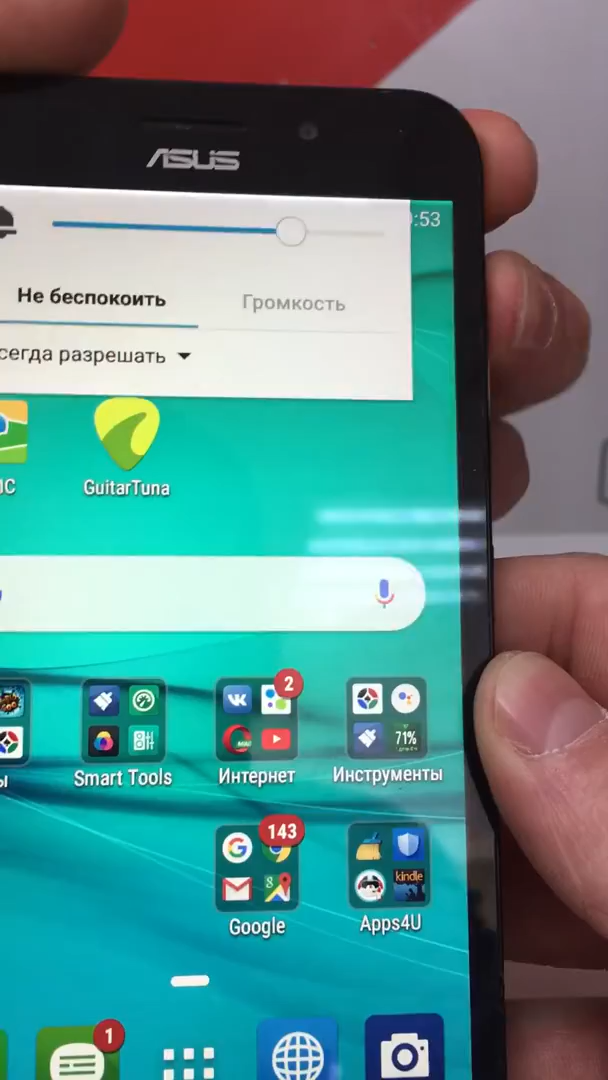 ASUS
:53
Не беспокоить
Громкость
сегда разрешать
GuitarTuna
2
71%
kindle
Smart Tools
Интернет
Инструменты
143
Google
Apps4U
1